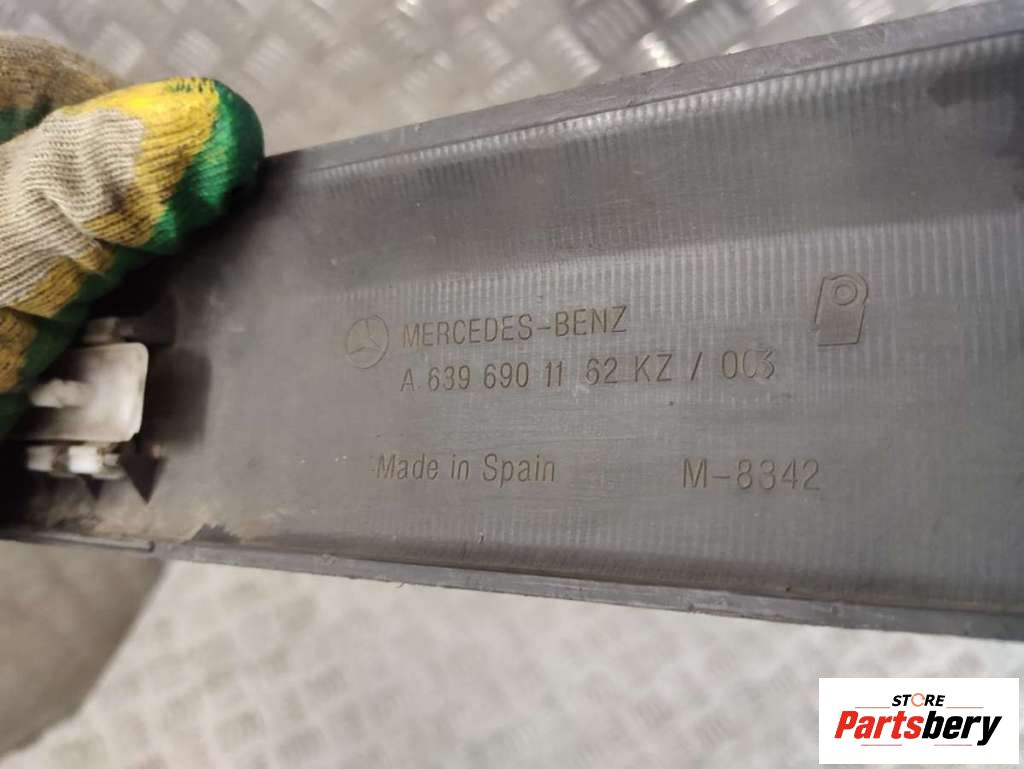 MERCEDES-BENZ
A 639 690 11 62 KZ / 003
Made in Spain M-8342
STORE
Partsbery